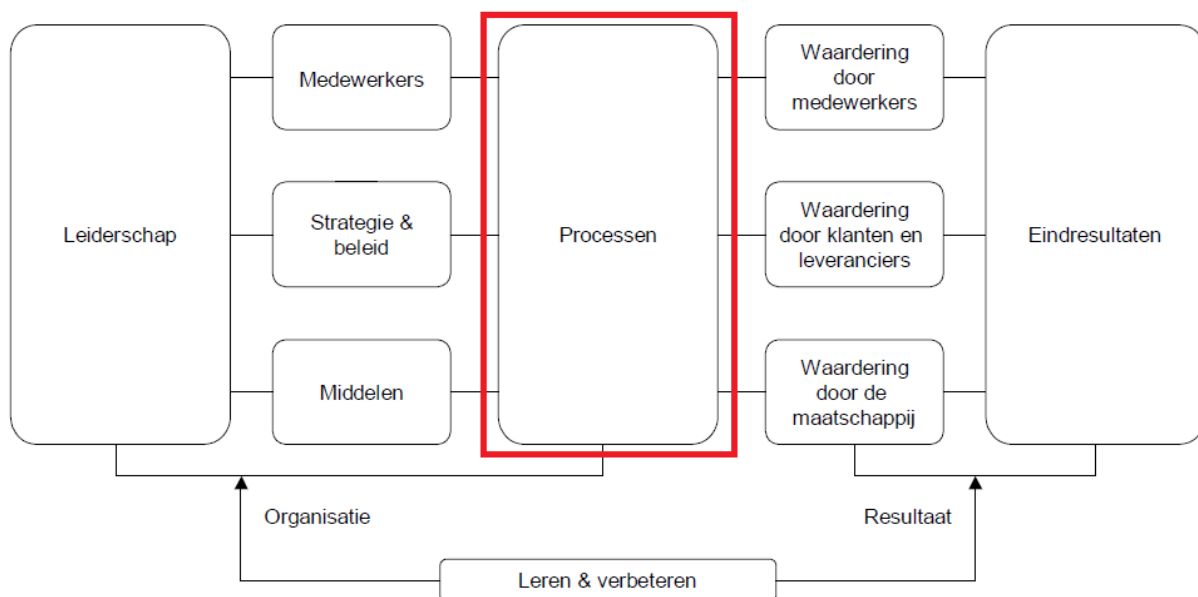 Leiderschap
Medewerkers
Strategie &
beleid
Middelen
Processen
Waardering
door
medewerkers
Waardering
door klanten en
leveranciers
Waardering
door de
maatschappij
Eindresultaten
Organisatie
Resultaat
Leren & verbeteren